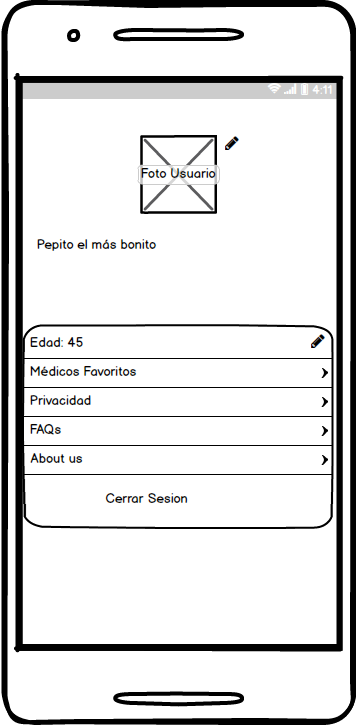 4:11
Foto Usuario
Pepito el más bonito
Edad: 45
Médicos Favoritos
Privacidad
FAQs
About us
Cerrar Sesion